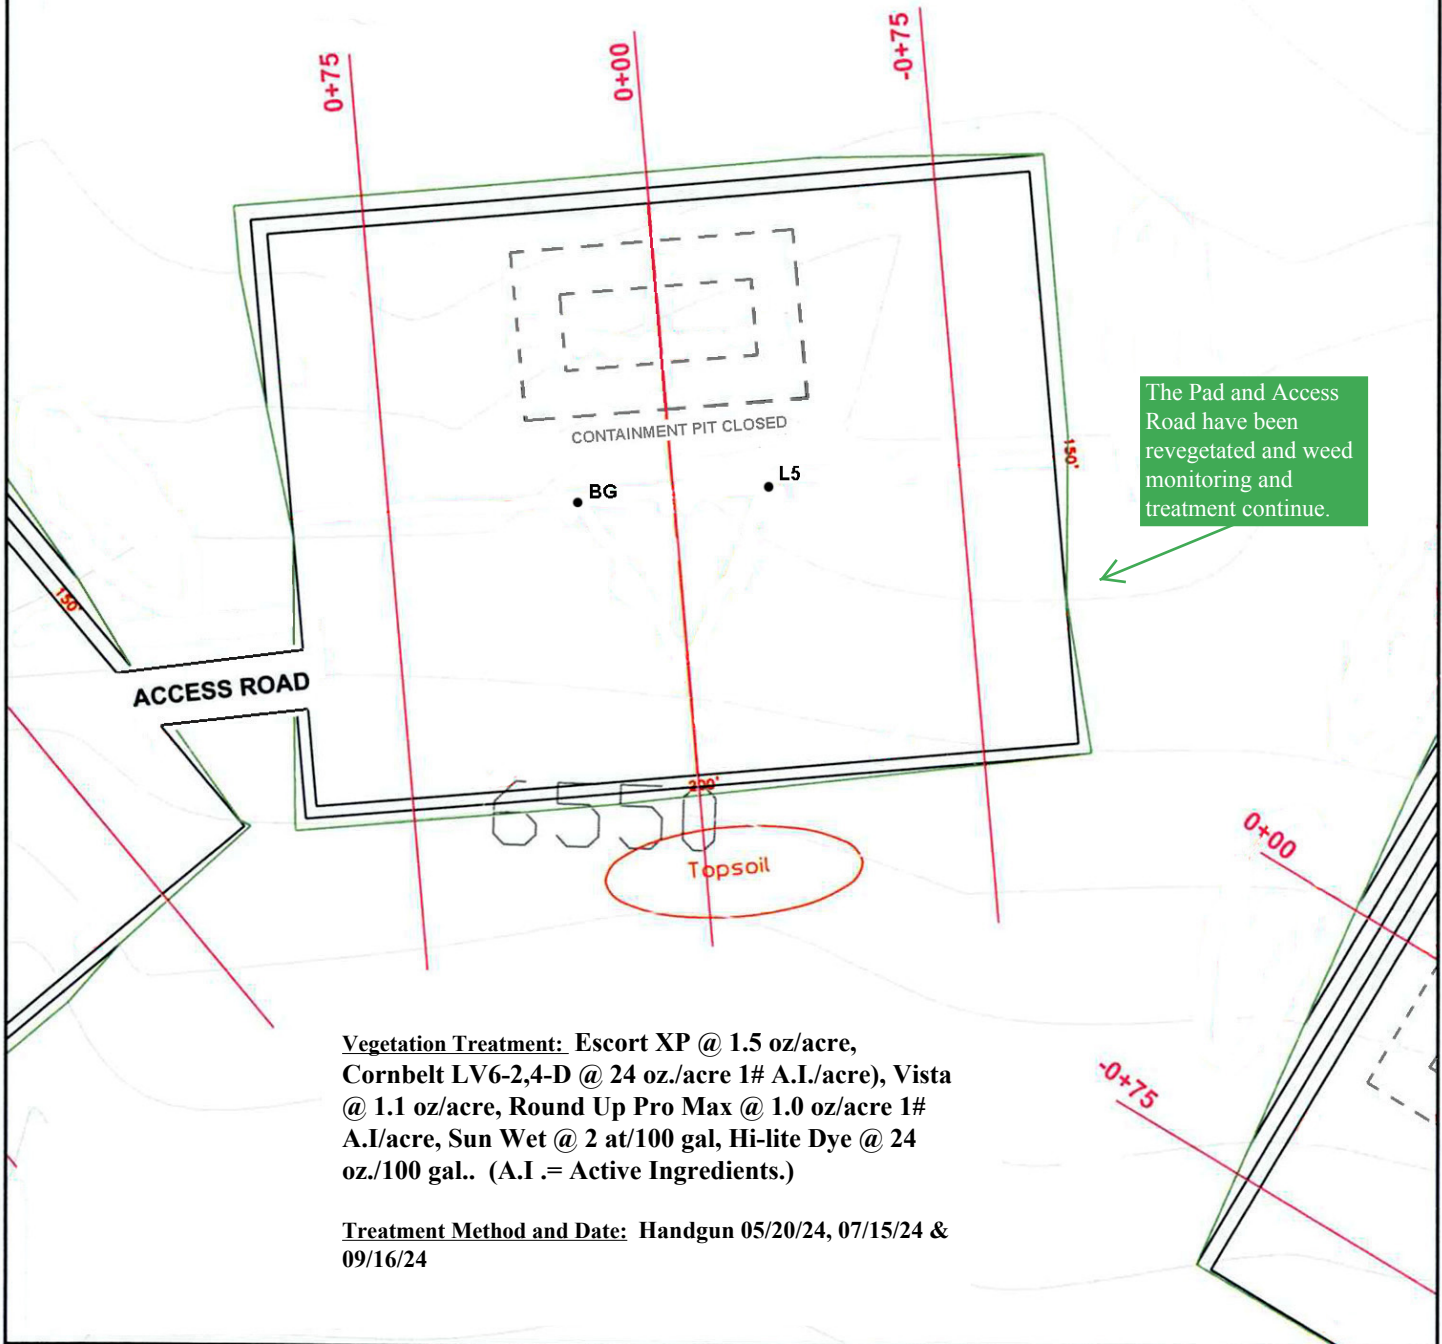 0+75
0+00
-0+75
CONTAINMENT PIT CLOSED
BG
L5
150'
The Pad and Access
Road have been
revegetated and weed
monitoring and
treatment continue.
150'
ACCESS ROAD
200'
6550
Topsoil
0+00
-0+75
Vegetation Treatment: Escort XP @ 1.5 oz/acre,
Cornbelt LV6-2,4-D @ 24 oz./acre 1# A.I./acre), Vista
@ 1.1 oz/acre, Round Up Pro Max @ 1.0 oz/acre 1#
A.I/acre, Sun Wet @ 2 at/100 gal, Hi-lite Dye @ 24
oz./100 gal.. (A.I .= Active Ingredients.)
Treatment Method and Date: Handgun 05/20/24, 07/15/24 &
09/16/24